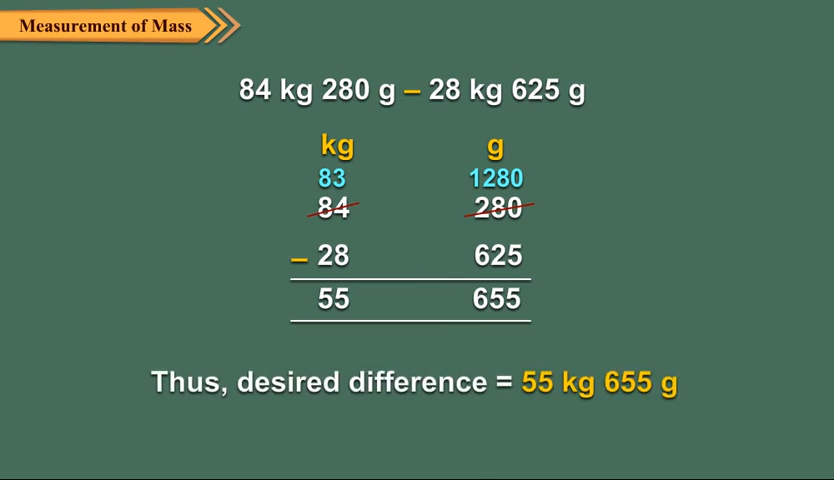 Measurement of Mass
84 kg 280 g – 28 kg 625 g
kg g
83 1280
84 280
– 28 625
55 655
Thus, desired difference = 55 kg 655 g